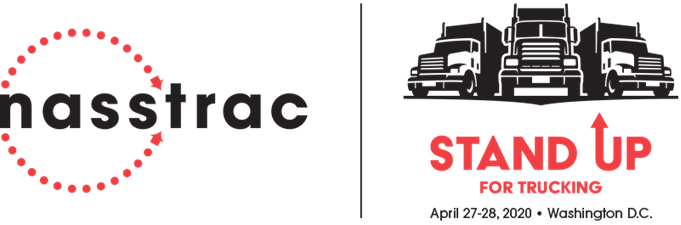 nasstrac
STAND UP
FOR TRUCKING
April 27-28, 2020 • Washington D.C.